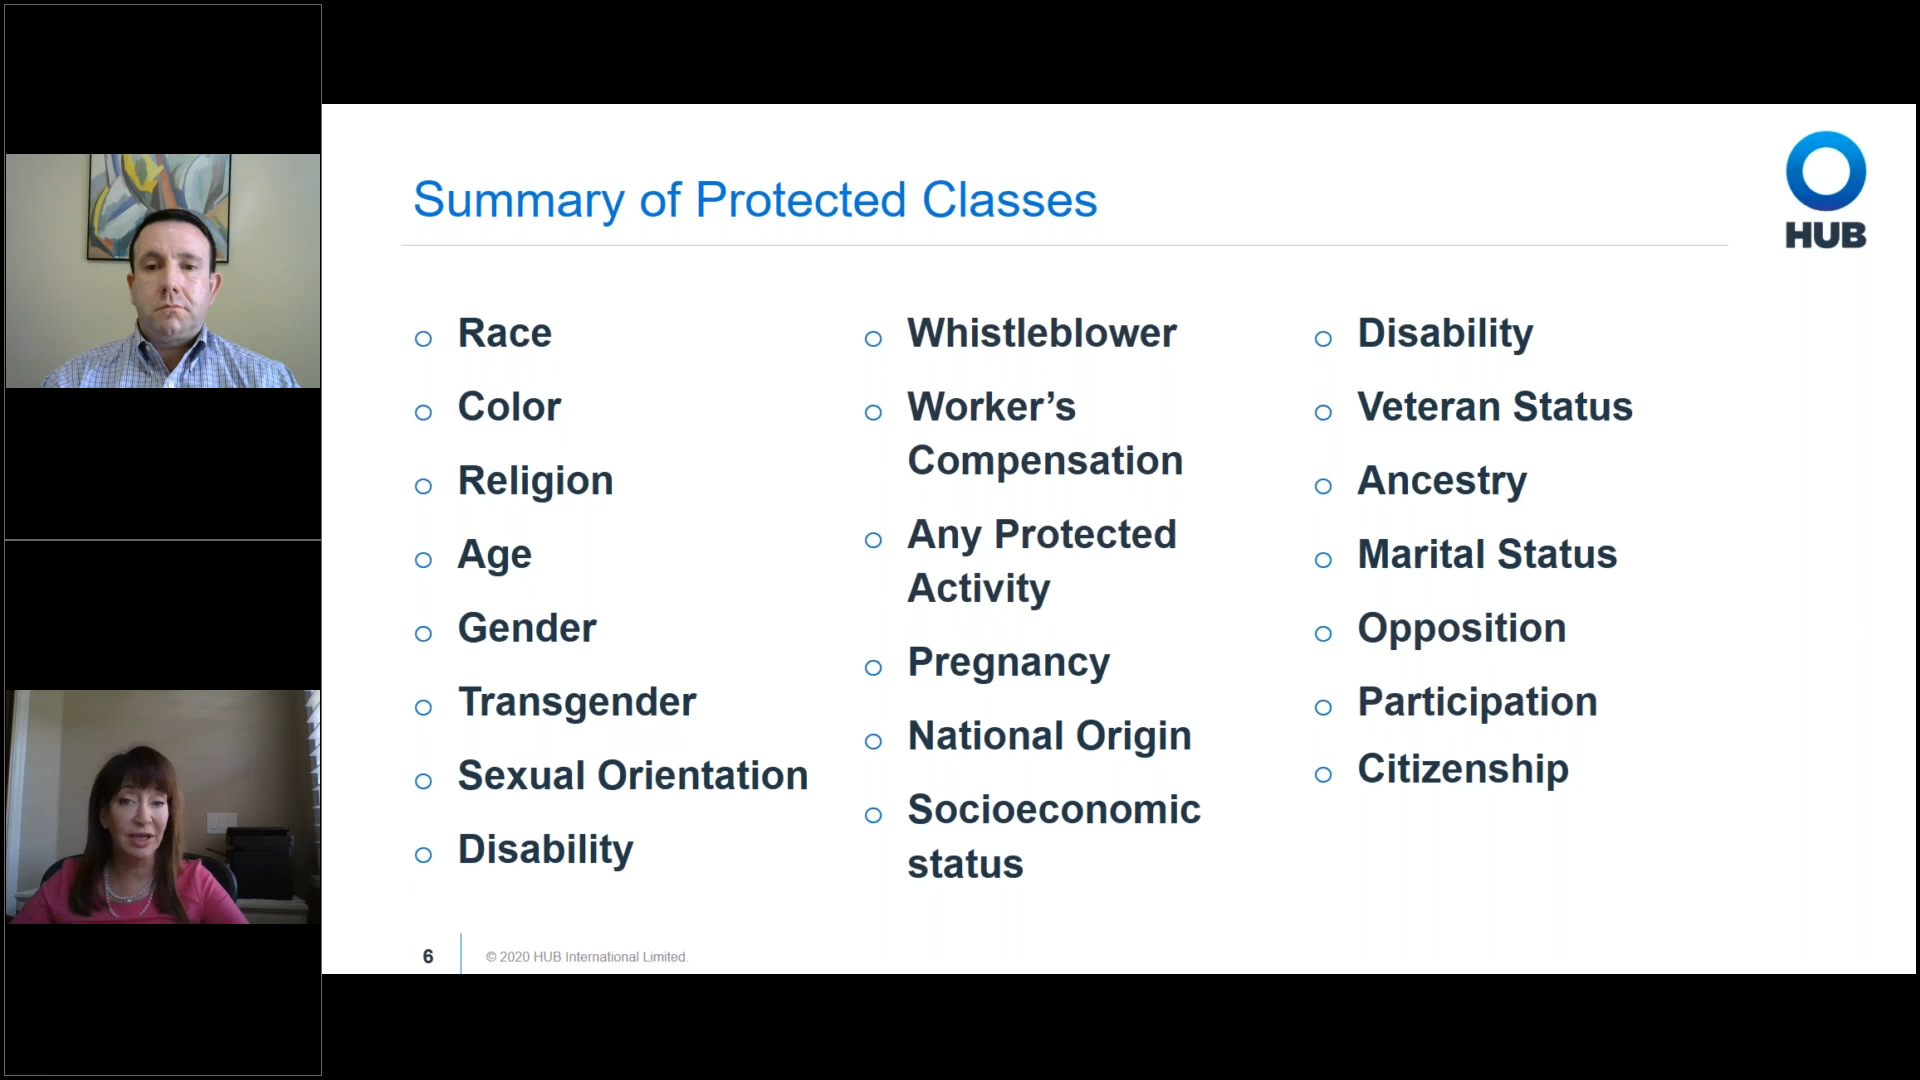 Summary of Protected Classes
HUB
Race
Color
Religion
Age
Gender
Transgender
Sexual Orientation
Disability
Whistleblower
Worker’s
Compensation
Any Protected
Activity
Pregnancy
National Origin
Socioeconomic
status
Disability
Veteran Status
Ancestry
Marital Status
Opposition
Participation
Citizenship
6
© 2020 HUB International Limited.